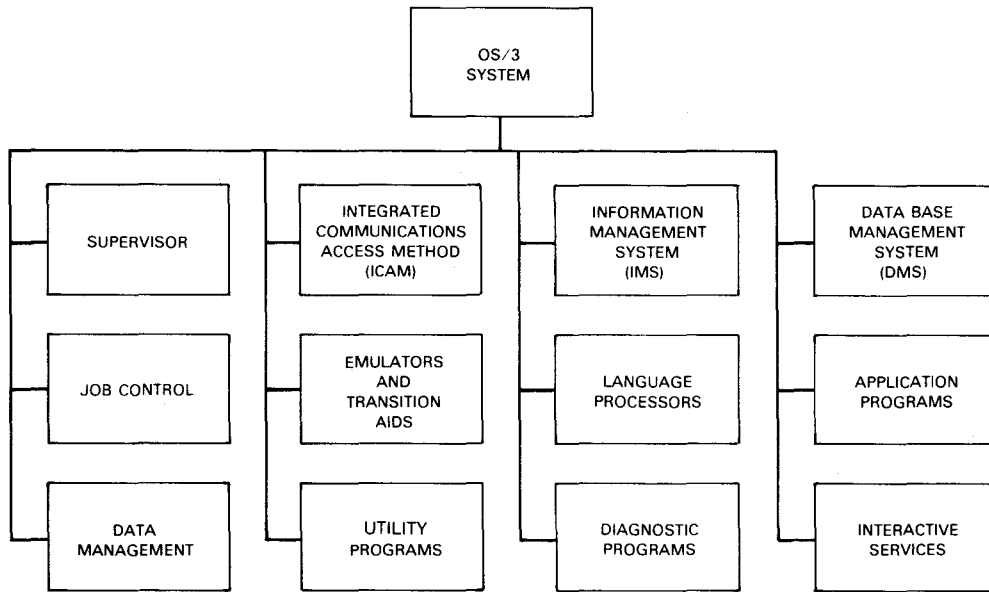 OS/3
SYSTEM
SUPERVISOR
INTEGRATED
COMMUNICATIONS
ACCESS METHOD
(ICAM)
INFORMATION
MANAGEMENT
SYSTEM
(IMS)
DATA BASE
MANAGEMENT
SYSTEM
(DMS)
JOB CONTROL
EMULATORS
AND
TRANSITION
AIDS
LANGUAGE
PROCESSORS
APPLICATION
PROGRAMS
DATA
MANAGEMENT
UTILITY
PROGRAMS
DIAGNOSTIC
PROGRAMS
INTERACTIVE
SERVICES